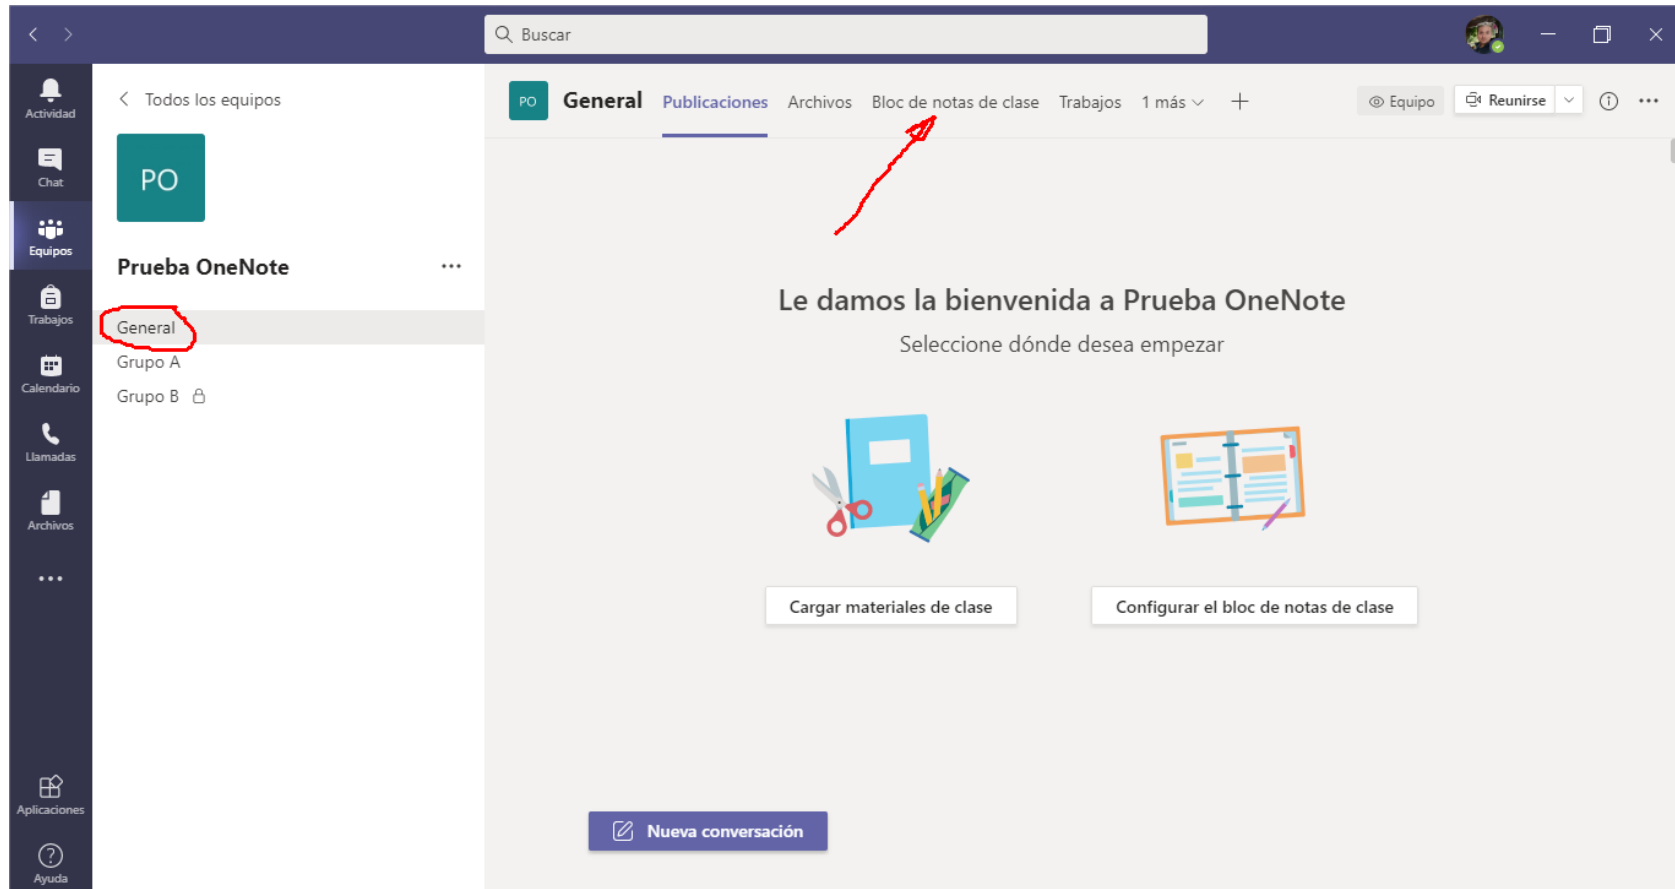 Buscar
Actividad
Chat
Equipos
Trabajos
Calendario
Llamadas
Archivos
Aplicaciones
Ayuda
Todos los equipos
PO
Prueba OneNote
General
Grupo A
Grupo B
PO
General Publicaciones Archivos Bloc de notas de clase Trabajos 1 más
Equipo
Reunirse
Le damos la bienvenida a Prueba OneNote
Seleccione dónde desea empezar
Cargar materiales de clase
Configurar el bloc de notas de clase
Nueva conversación